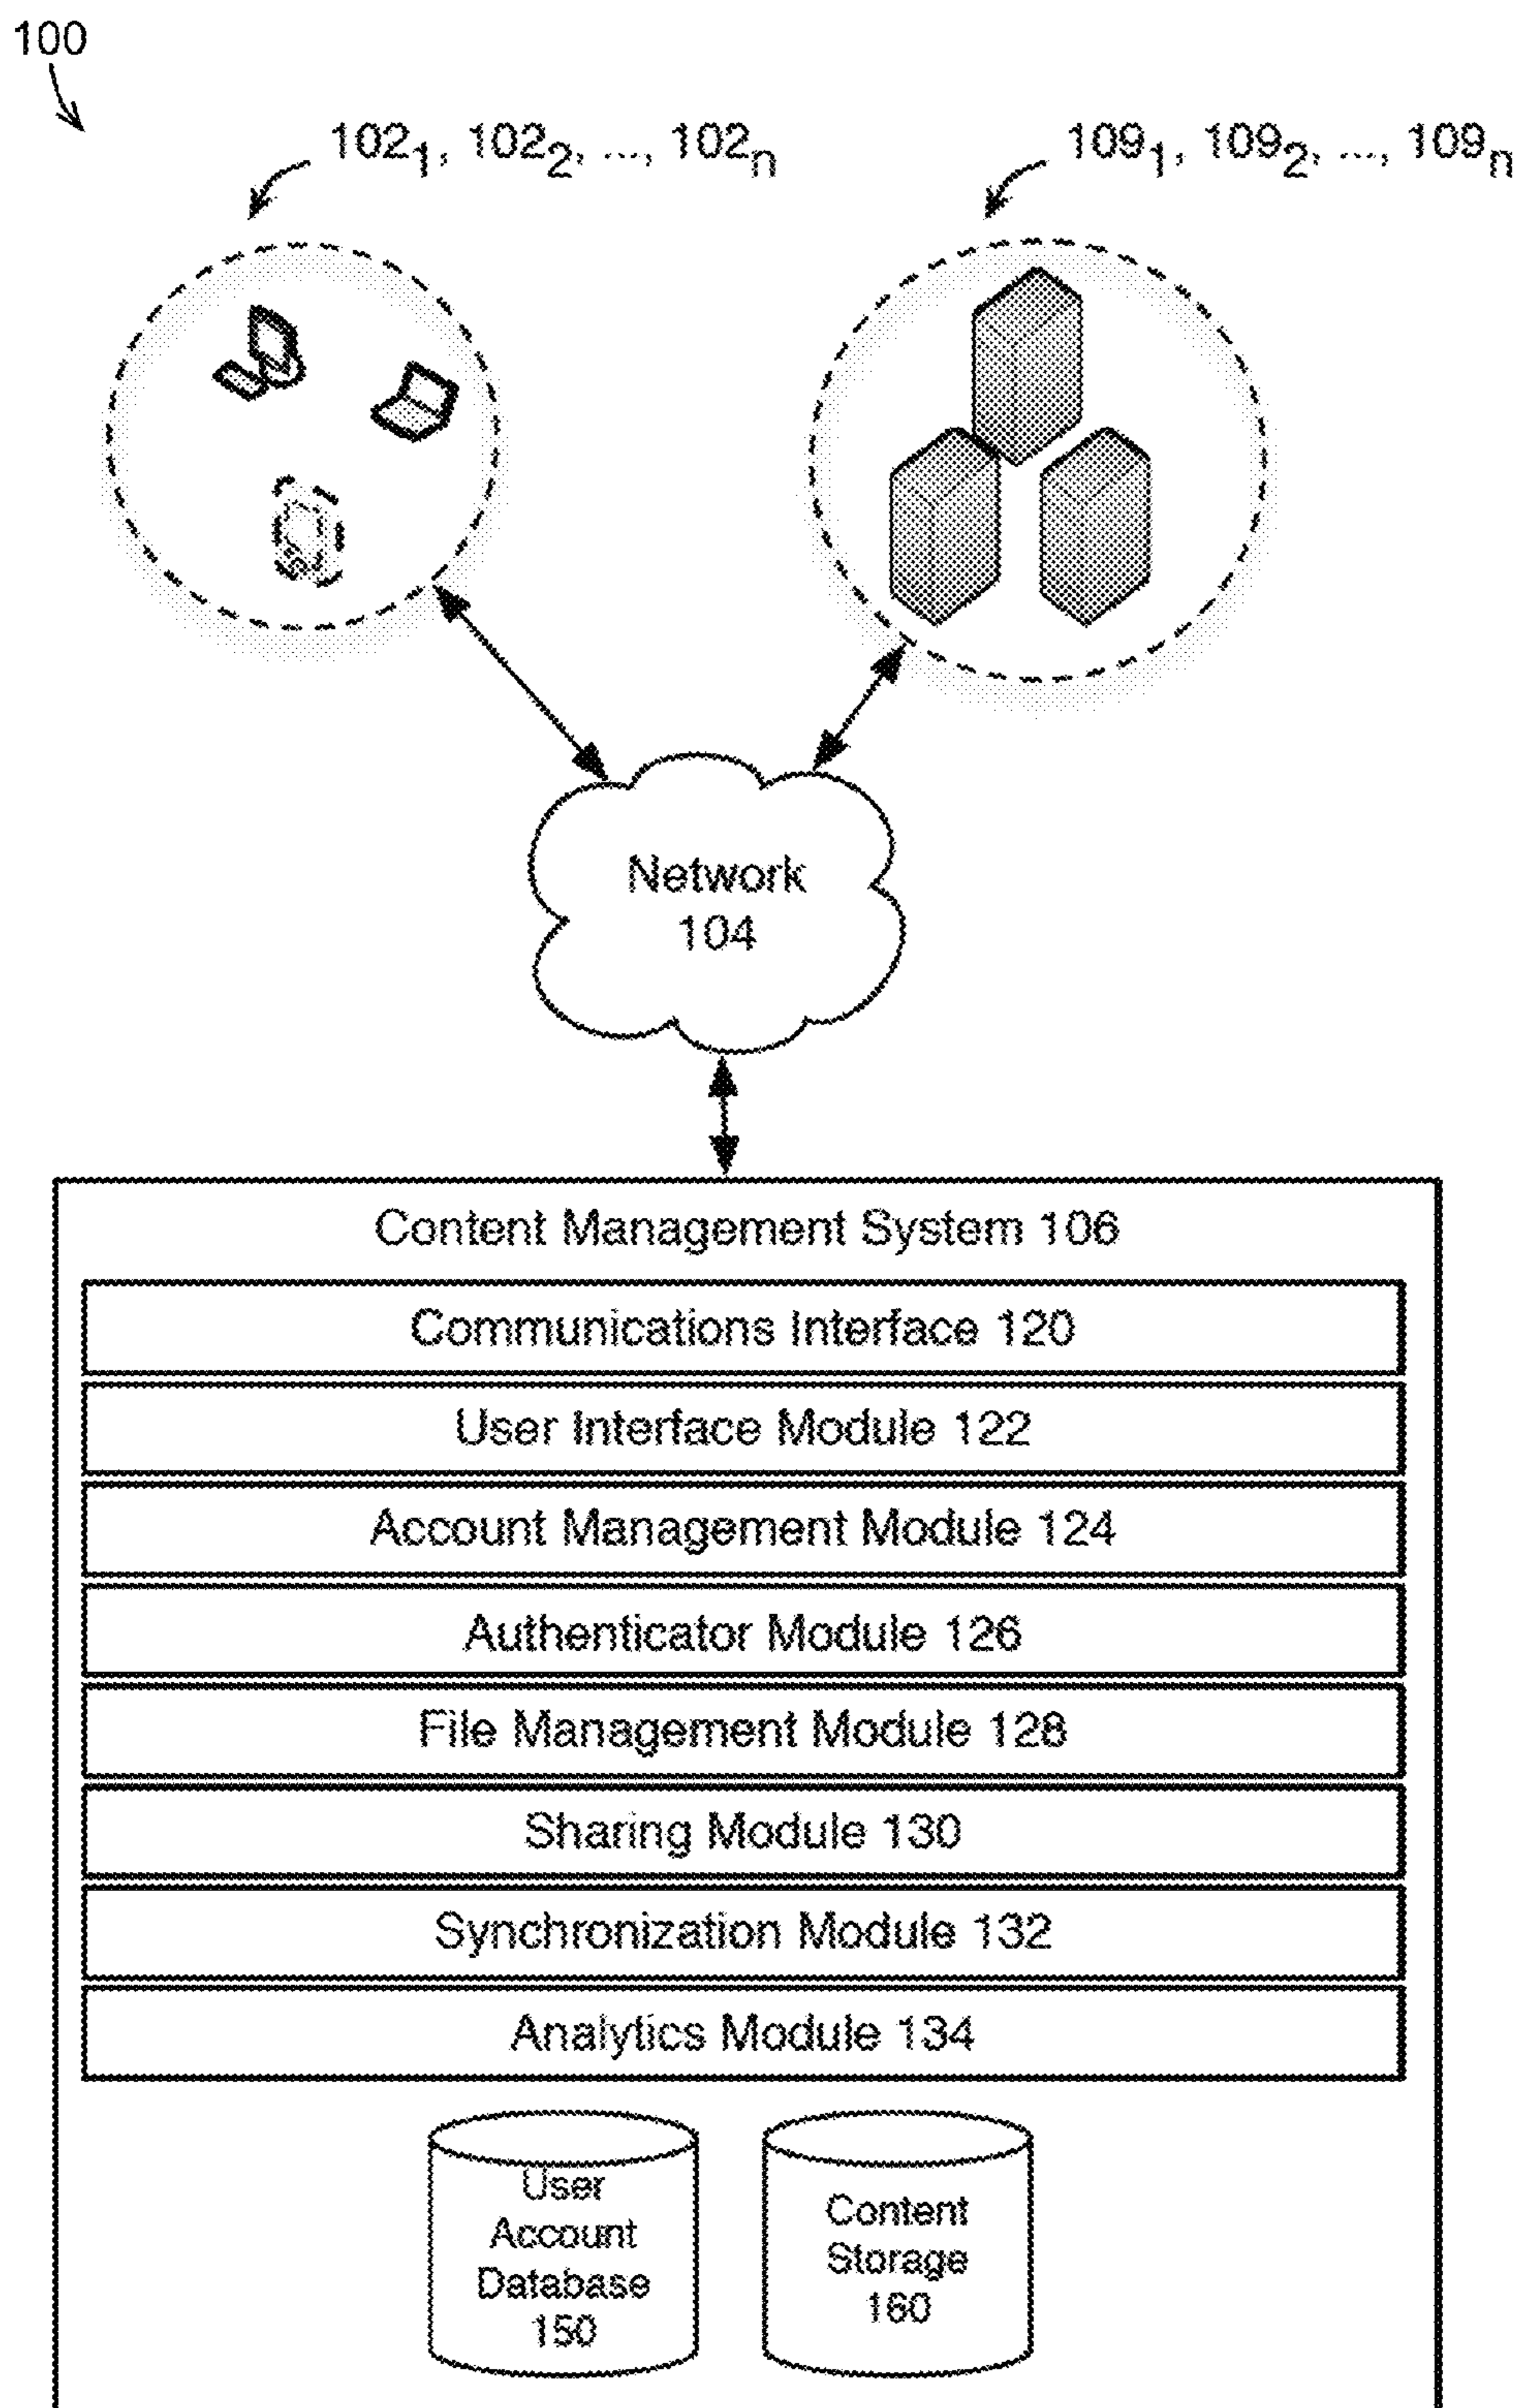 100
102₁, 102₂, ..., 102ₙ
109₁, 109₂, ..., 109ₙ
Network
104
Content Management System 106
Communications Interface 120
User Interface Module 122
Account Management Module 124
Authenticator Module 126
File Management Module 128
Sharing Module 130
Synchronization Module 132
Analytics Module 134
User
Account
Database
150
Content
Storage
160